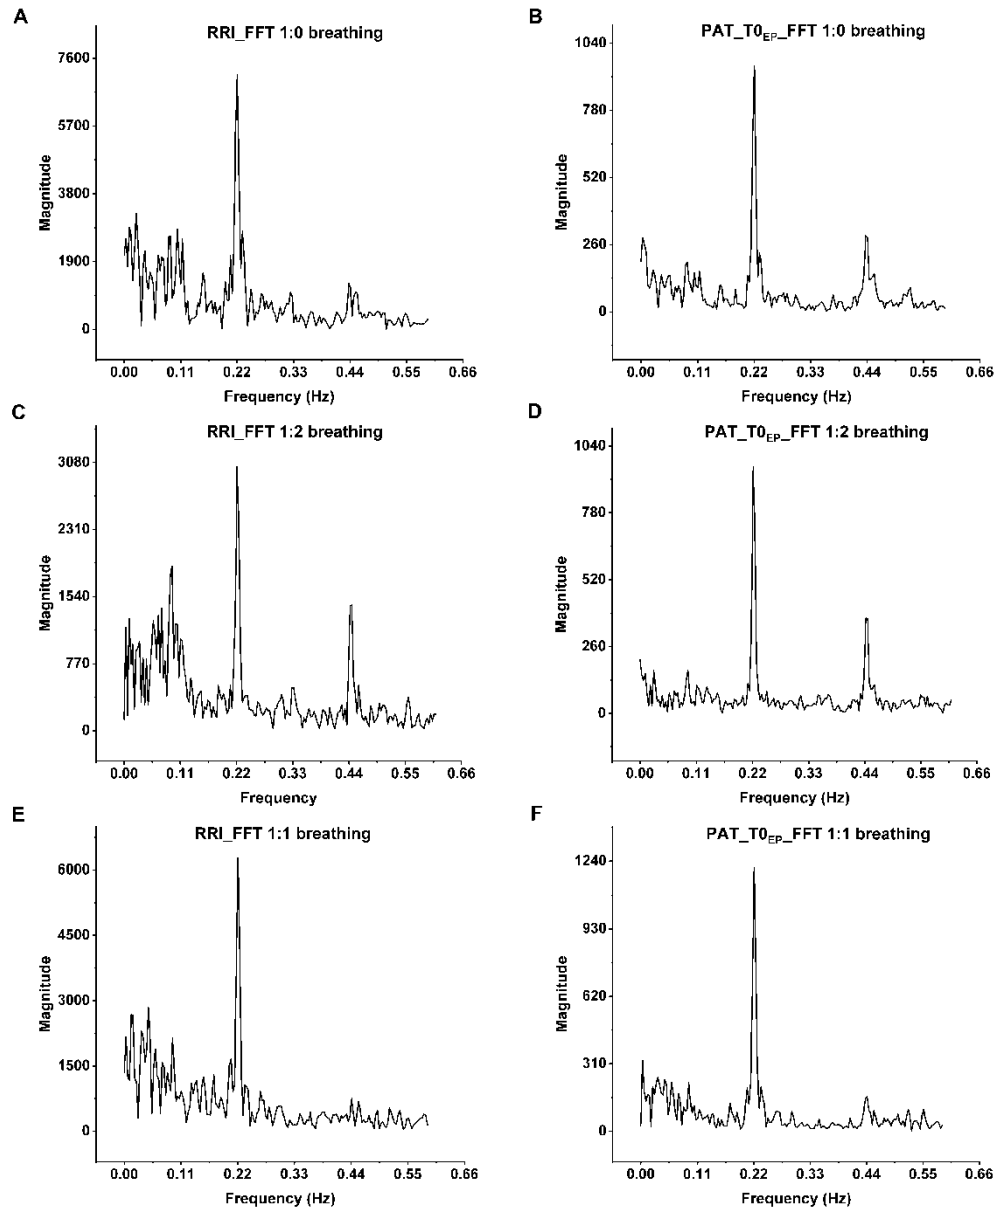 A
RRI_FFT 1:0 breathing
7600
5700
3800
1900
0
Magnitude
0.00 0.11 0.22 0.33 0.44 0.55 0.66
Frequency (Hz)
B
PAT_T0EP_FFT 1:0 breathing
1040
780
520
260
0
Magnitude
0.00 0.11 0.22 0.33 0.44 0.55 0.66
Frequency (Hz)
C
RRI_FFT 1:2 breathing
3080
2310
1540
770
0
Magnitude
0.00 0.11 0.22 0.33 0.44 0.55 0.66
Frequency
D
PAT_T0EP_FFT 1:2 breathing
1040
780
520
260
0
Magnitude
0.00 0.11 0.22 0.33 0.44 0.55 0.66
Frequency (Hz)
E
RRI_FFT 1:1 breathing
6000
4500
3000
1500
0
Magnitude
0.00 0.11 0.22 0.33 0.44 0.55 0.66
Frequency (Hz)
F
PAT_T0EP_FFT 1:1 breathing
1240
930
620
310
0
Magnitude
0.00 0.11 0.22 0.33 0.44 0.55 0.66
Frequency (Hz)